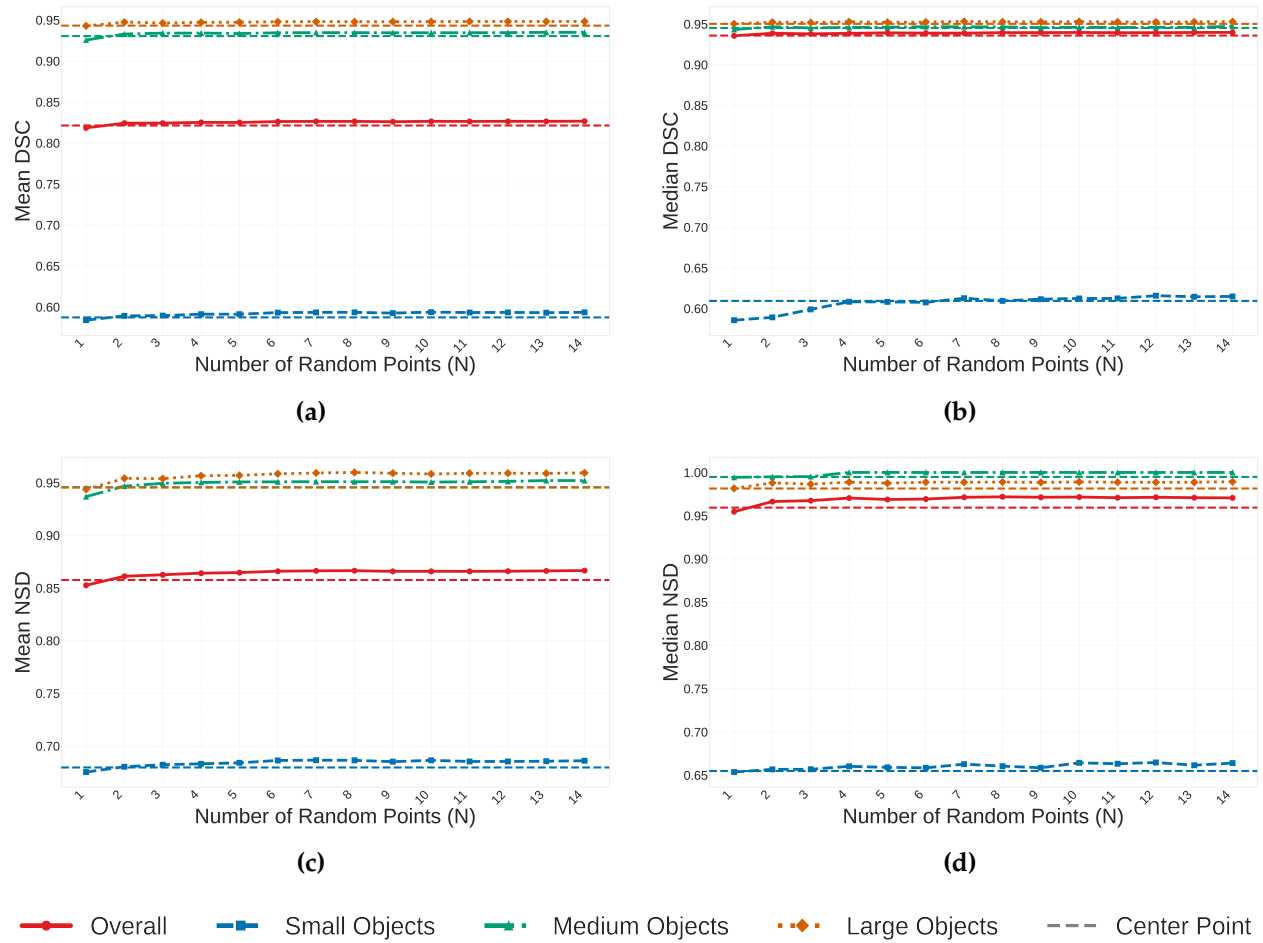 0.95
0.90
0.85
0.80
0.75
0.70
0.65
0.60
Mean DSC
1 2 3 4 5 6 7 8 9 10 11 12 13 14
Number of Random Points (N)
(a)
0.95
0.90
0.85
0.80
0.75
0.70
0.65
0.60
Median DSC
1 2 3 4 5 6 7 8 9 10 11 12 13 14
Number of Random Points (N)
(b)
0.95
0.90
0.85
0.80
0.75
0.70
Mean NSD
1 2 3 4 5 6 7 8 9 10 11 12 13 14
Number of Random Points (N)
(c)
1.00
0.95
0.90
0.85
0.80
0.75
0.70
0.65
Median NSD
1 2 3 4 5 6 7 8 9 10 11 12 13 14
Number of Random Points (N)
(d)
Overall Small Objects Medium Objects Large Objects Center Point